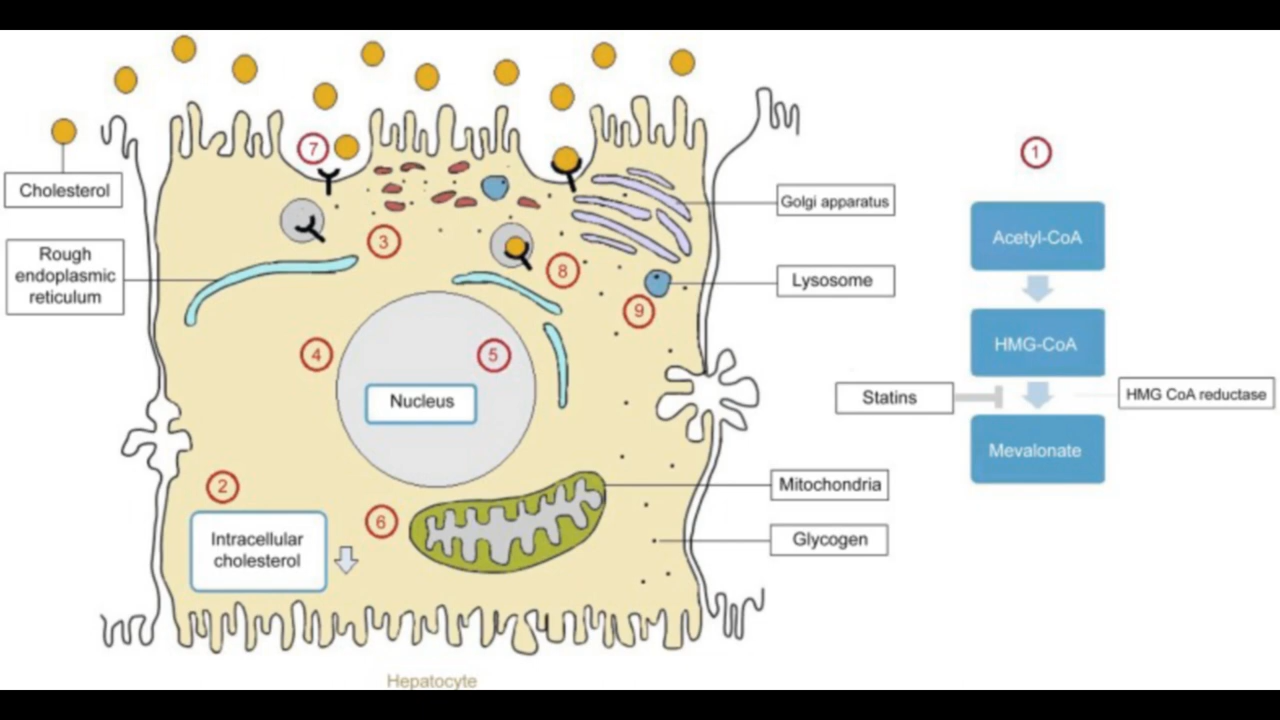 7
1
Cholesterol
Golgi apparatus
Acetyl-CoA
Rough
endoplasmic
reticulum
3
8
Lysosome
9
4
5
HMG-CoA
Nucleus
Statins
HMG CoA reductase
Mevalonate
2
Mitochondria
6
Intracellular
cholesterol
Glycogen
Hepatocyte